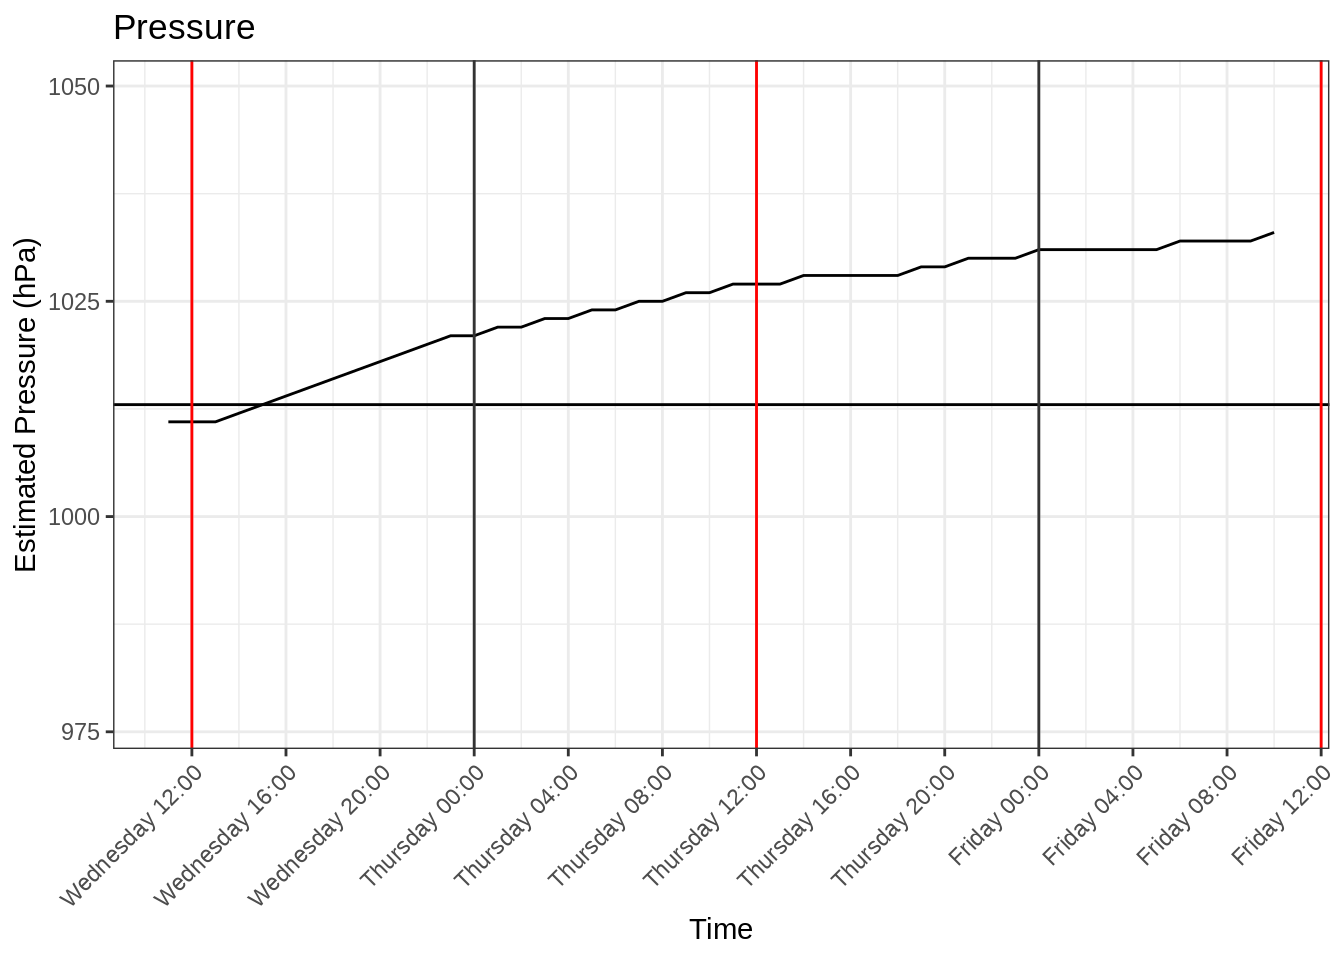 Pressure
1050
1025
1000
975
Estimated Pressure (hPa)
Wednesday 12:00
Wednesday 16:00
Wednesday 20:00
Thursday 00:00
Thursday 04:00
Thursday 08:00
Thursday 12:00
Thursday 16:00
Thursday 20:00
Friday 00:00
Friday 04:00
Friday 08:00
Friday 12:00
Time